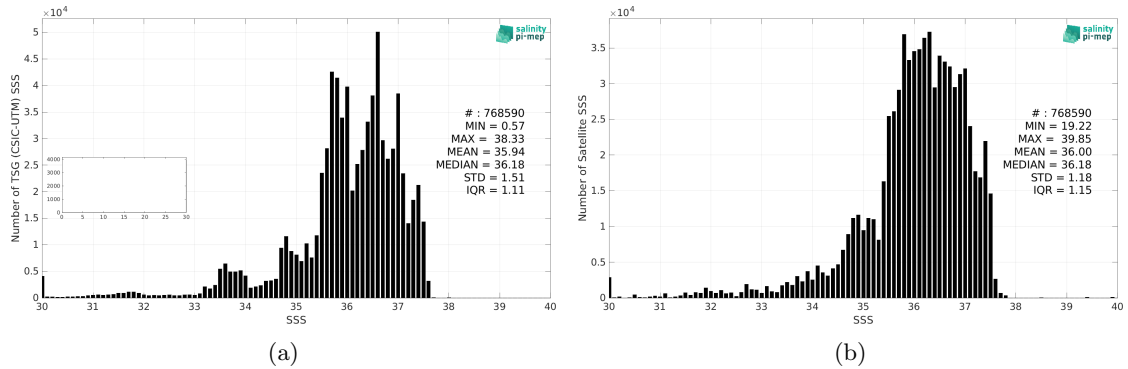 ×10^4
5
4.5
4
3.5
3
2.5
2
1.5
1
0.5
0
30 31 32 33 34 35 36 37 38 39 40
Number of TSG (CSIC-UTM) SSS
SSS
salinity
pi-mep
# : 768590
MIN = 0.57
MAX = 38.33
MEAN = 35.94
MEDIAN = 36.18
STD = 1.51
IQR = 1.11
4000
3000
2000
1000
0
0 5 10 15 20 25 30
(a)
×10^4
3.5
3
2.5
2
1.5
1
0.5
0
30 31 32 33 34 35 36 37 38 39 40
Number of Satellite SSS
SSS
salinity
pi-mep
# : 768590
MIN = 19.22
MAX = 39.85
MEAN = 36.00
MEDIAN = 36.18
STD = 1.18
IQR = 1.15
(b)